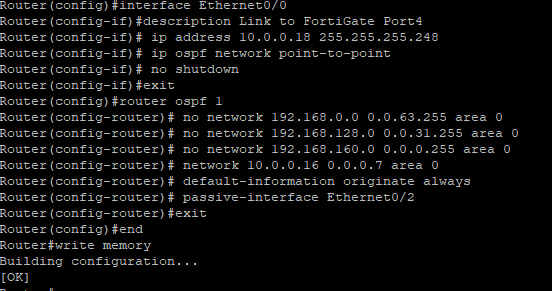 Router(config)#interface Ethernet0/0
Router(config-if)#description Link to FortiGate Port4
Router(config-if)# ip address 10.0.0.18 255.255.255.248
Router(config-if)# ip ospf network point-to-point
Router(config-if)# no shutdown
Router(config-if)#exit
Router(config)#router ospf 1
Router(config-router)# no network 192.168.0.0 0.0.63.255 area 0
Router(config-router)# no network 192.168.128.0 0.0.31.255 area 0
Router(config-router)# no network 192.168.160.0 0.0.0.255 area 0
Router(config-router)# network 10.0.0.16 0.0.0.7 area 0
Router(config-router)# default-information originate always
Router(config-router)# passive-interface Ethernet0/2
Router(config-router)#exit
Router(config)#end
Router#write memory
Building configuration...
[OK]